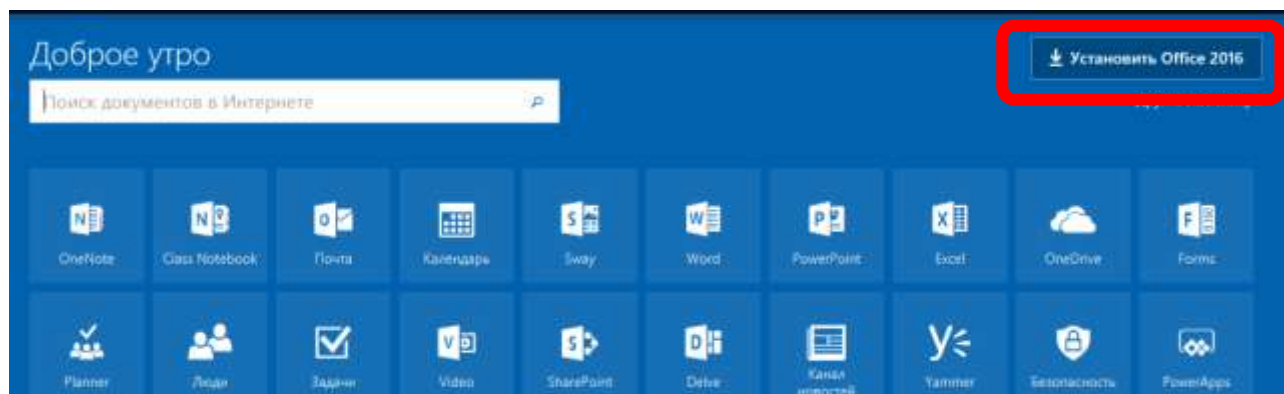 Доброе утро
Установить Office 2016
Поиск документов в Интернете
OneNote
Class Notebook
Почта
Календарь
Sway
Word
PowerPoint
Excel
OneDrive
Forms
Planner
Люди
Задачи
Video
SharePoint
Delve
Канал
новостей
Yammer
Безопасность
PowerApps